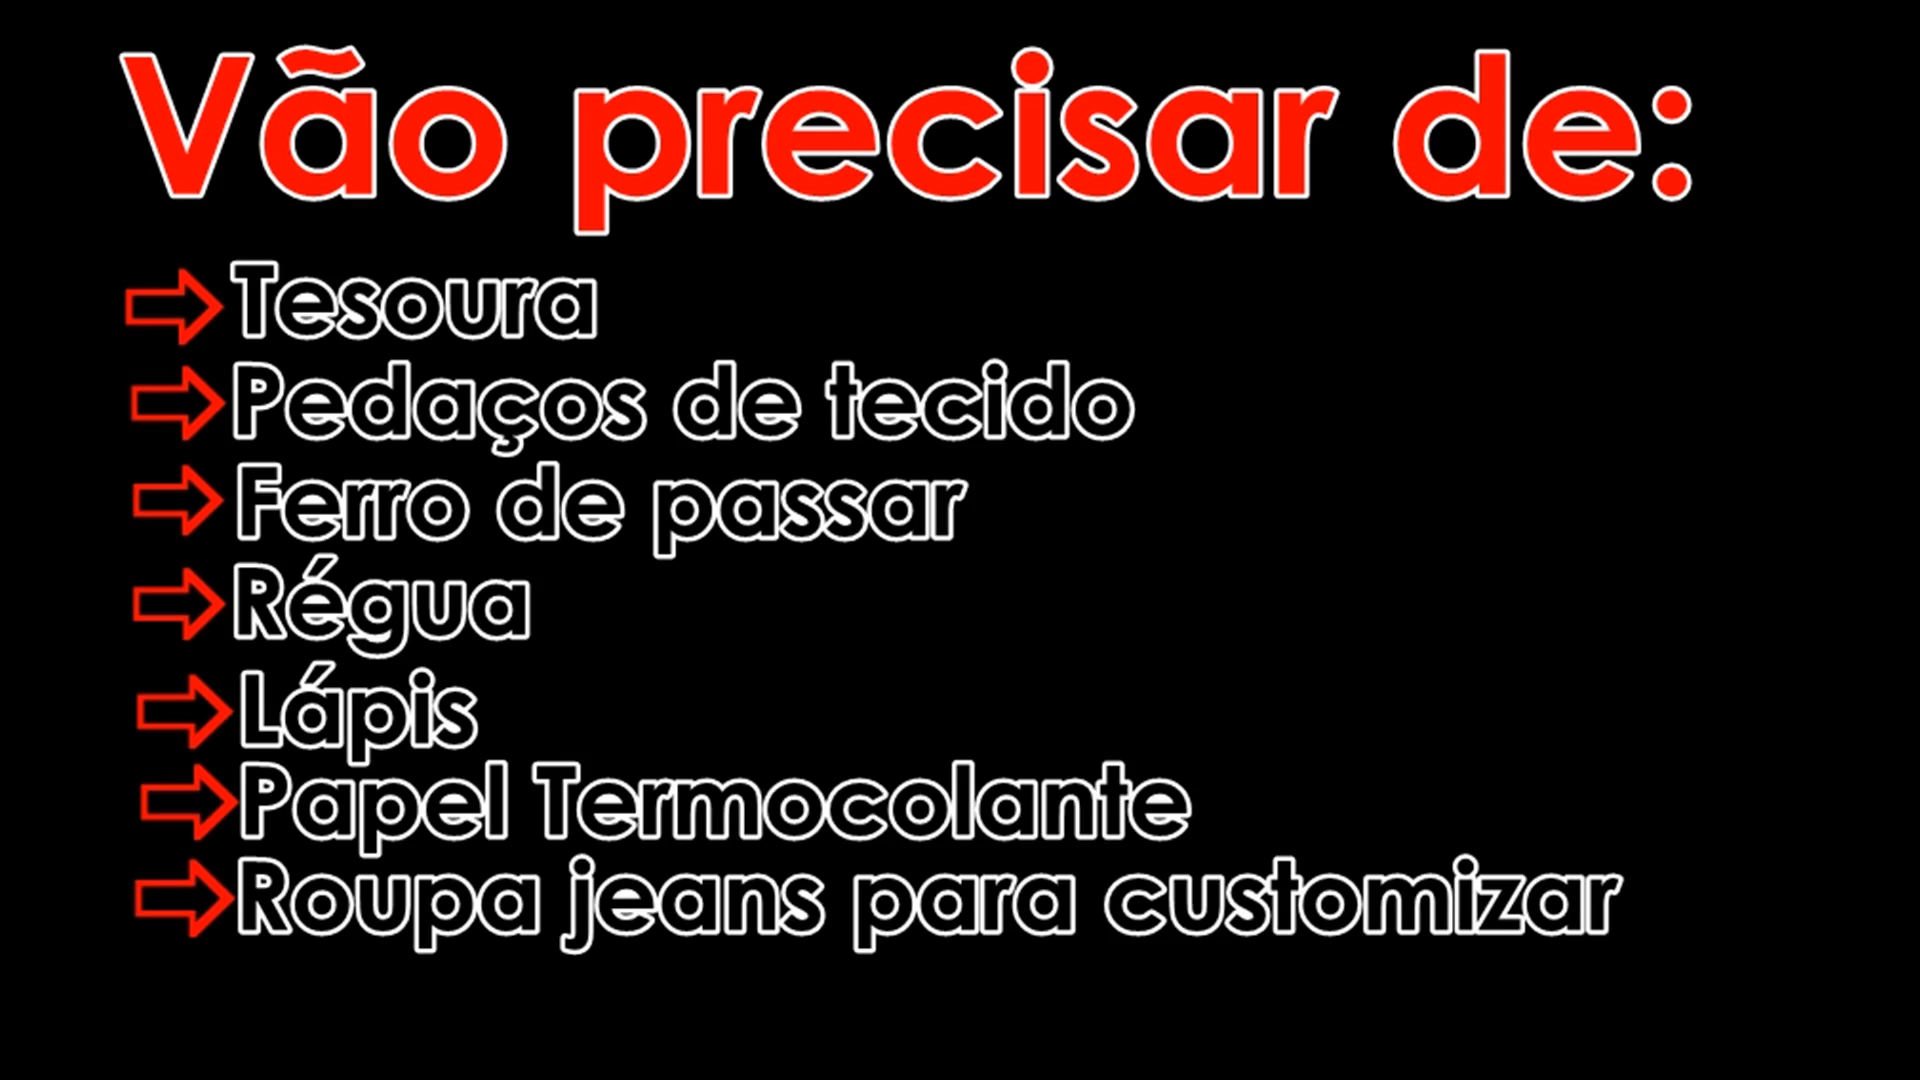 Vão precisar de:
Tesoura
Pedaços de tecido
Ferro de passar
Régua
Lápis
Papel Termocolante
Roupa jeans para customizar